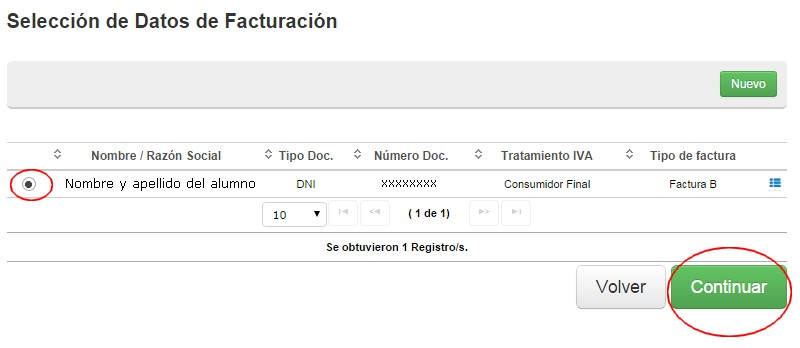 Selección de Datos de Facturación
Nuevo
Nombre / Razón Social Tipo Doc. Número Doc. Tratamiento IVA Tipo de factura
Nombre y apellido del alumno DNI xxxxxxxx Consumidor Final Factura B
10 ( 1 de 1)
Se obtuvieron 1 Registro/s.
Volver Continuar